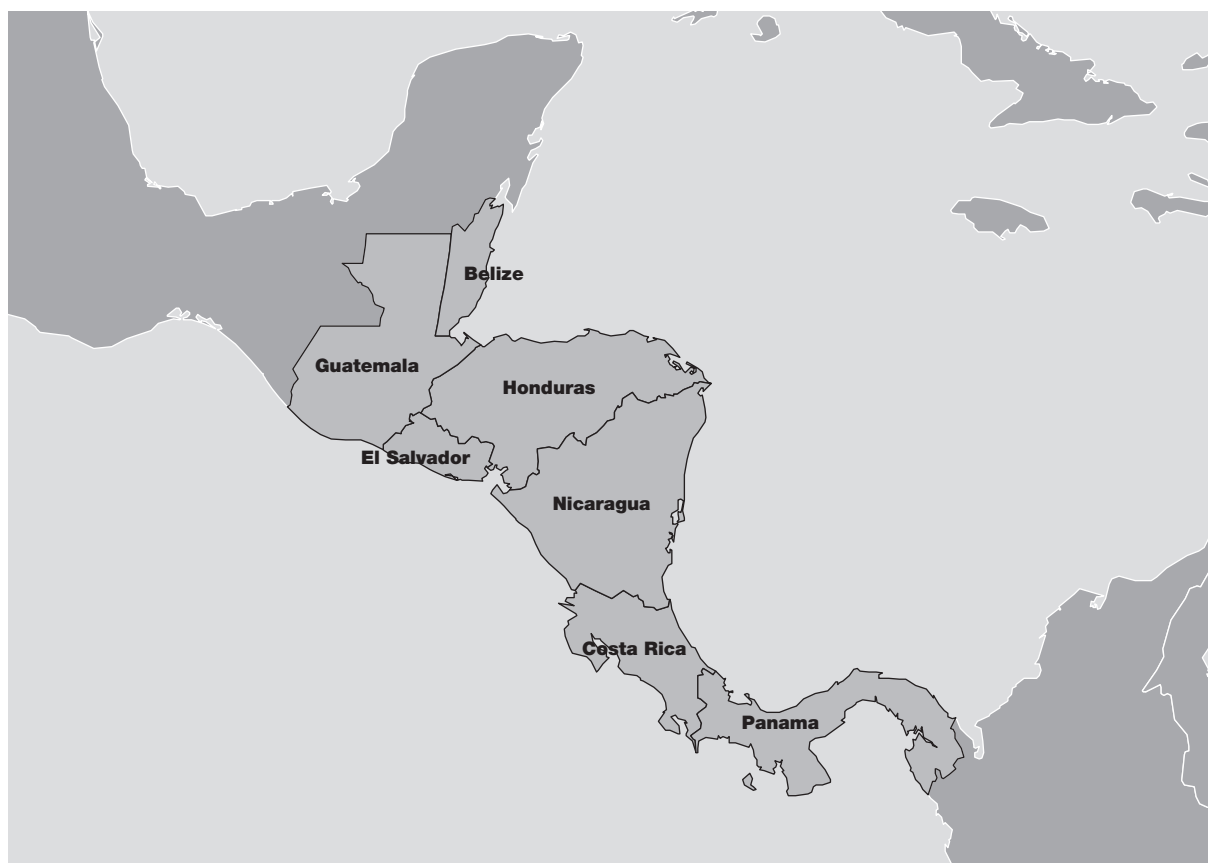 Belize
Guatemala
Honduras
El Salvador
Nicaragua
Costa Rica
Panama